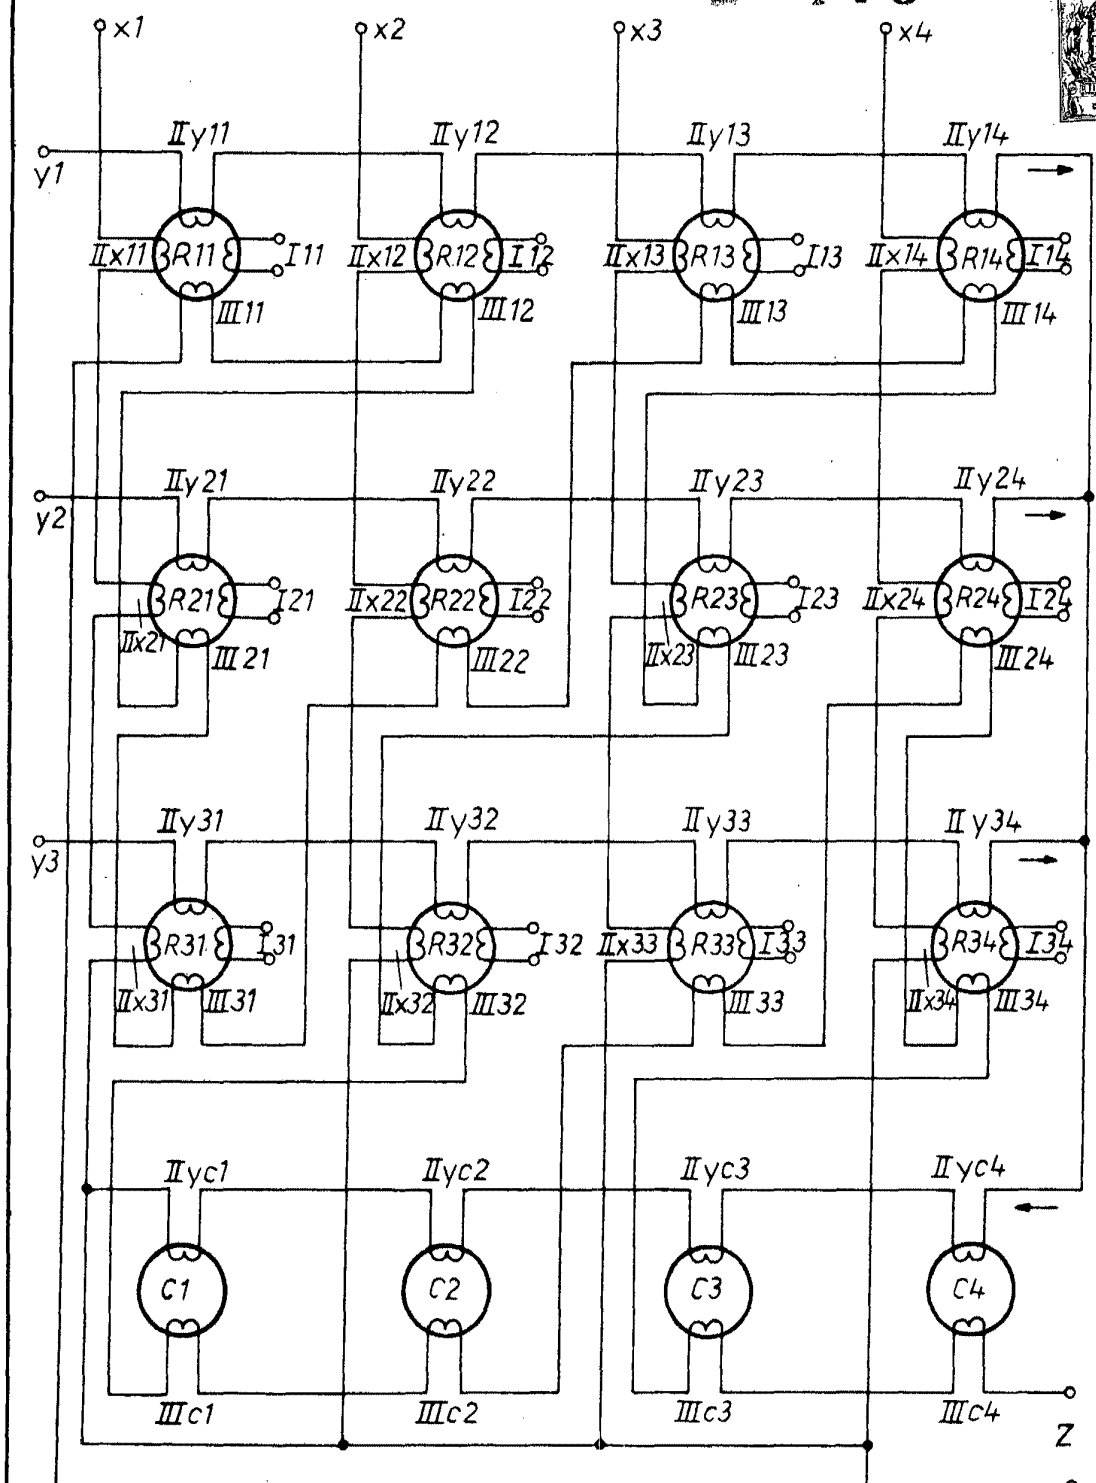 x1 x2 x3 x4
IIy11 IIy12 IIy13 IIy14
y1
IIx11 R11 I11 IIx12 R12 I12 IIx13 R13 I13 IIx14 R14 I14
III11 III12 III13 III14
IIy21 IIy22 IIy23 IIy24
y2
R21 I21 IIx22 R22 I22 R23 I23 IIx24 R24 I24
IIx21 III21 III22 IIx23 III23 III24
IIy31 IIy32 IIy33 IIy34
y3
R31 I31 R32 I32 IIx33 R33 I33 R34 I34
IIx31 III31 IIx32 III32 III33 IIx34 III34
IIyc1 IIyc2 IIyc3 IIyc4
C1 C2 C3 C4
IIIc1 IIIc2 IIIc3 IIIc4
Z